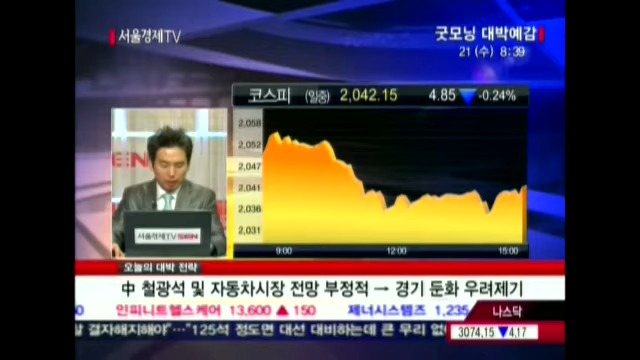 서울경제TV
굿모닝 대박예감
21 (수) 8:39
코스피 (일중) 2,042.15 4.85 ▼ -0.24%
2,058
2,052
2,047
2,041
2,036
2,031
9:00 12:00 15:00
SEN
서울경제TV SEN
오늘의 대박 전략
中 철광석 및 자동차시장 전망 부정적 → 경기 둔화 우려제기
인피니트헬스케어 13,600 ▲ 150 제너시스템즈 1,235
나스닥
결자해지해야"…"125석 정도면 대선 대비하는데 큰 무리 없
3074,15 ▼4,17